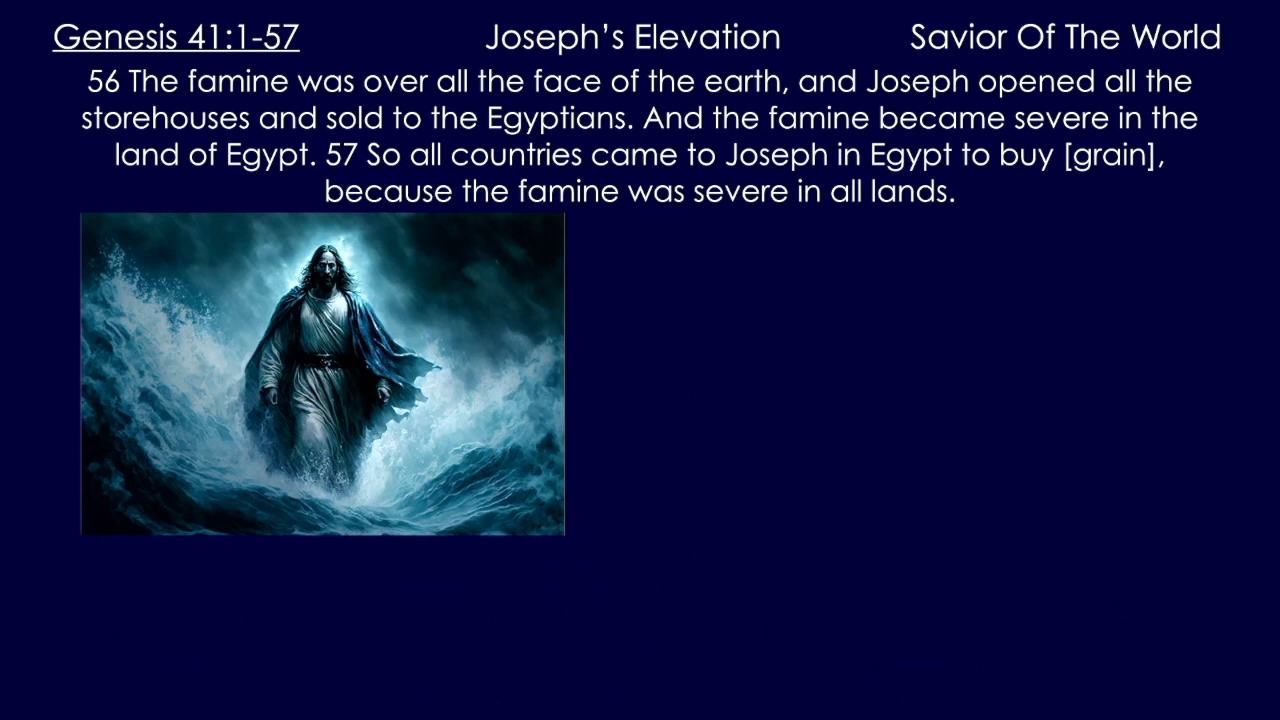 Genesis 41:1-57 Joseph’s Elevation Savior Of The World
56 The famine was over all the face of the earth, and Joseph opened all the
storehouses and sold to the Egyptians. And the famine became severe in the
land of Egypt. 57 So all countries came to Joseph in Egypt to buy [grain],
because the famine was severe in all lands.